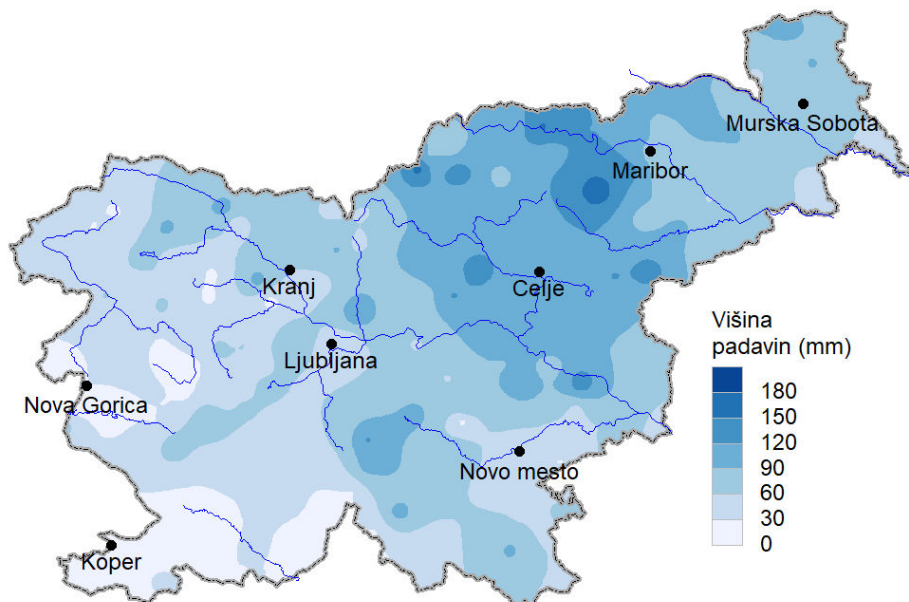 Murska Sobota
Maribor
Kranj
Celje
Ljubljana
Nova Gorica
Novo mesto
Koper
Višina
padavin (mm)
180
150
120
90
60
30
0